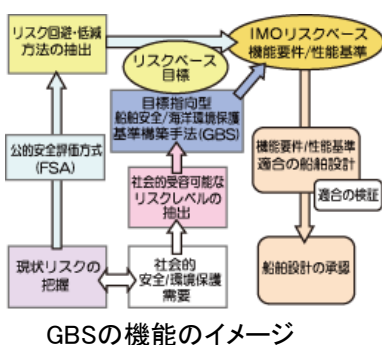 リスク回避・低減
方法の抽出
IMOリスクベース
機能要件/性能基準
リスクベース
目標
目標指向型
船舶安全/海洋環境保護
基準構築手法(GBS)
公的安全評価方式
(FSA)
機能要件/性能基準
適合の船舶設計
適合の検証
社会的受容可能な
リスクレベルの
抽出
現状リスクの
把握
社会的
安全/環境保護
需要
船舶設計の承認
GBSの機能のイメージ